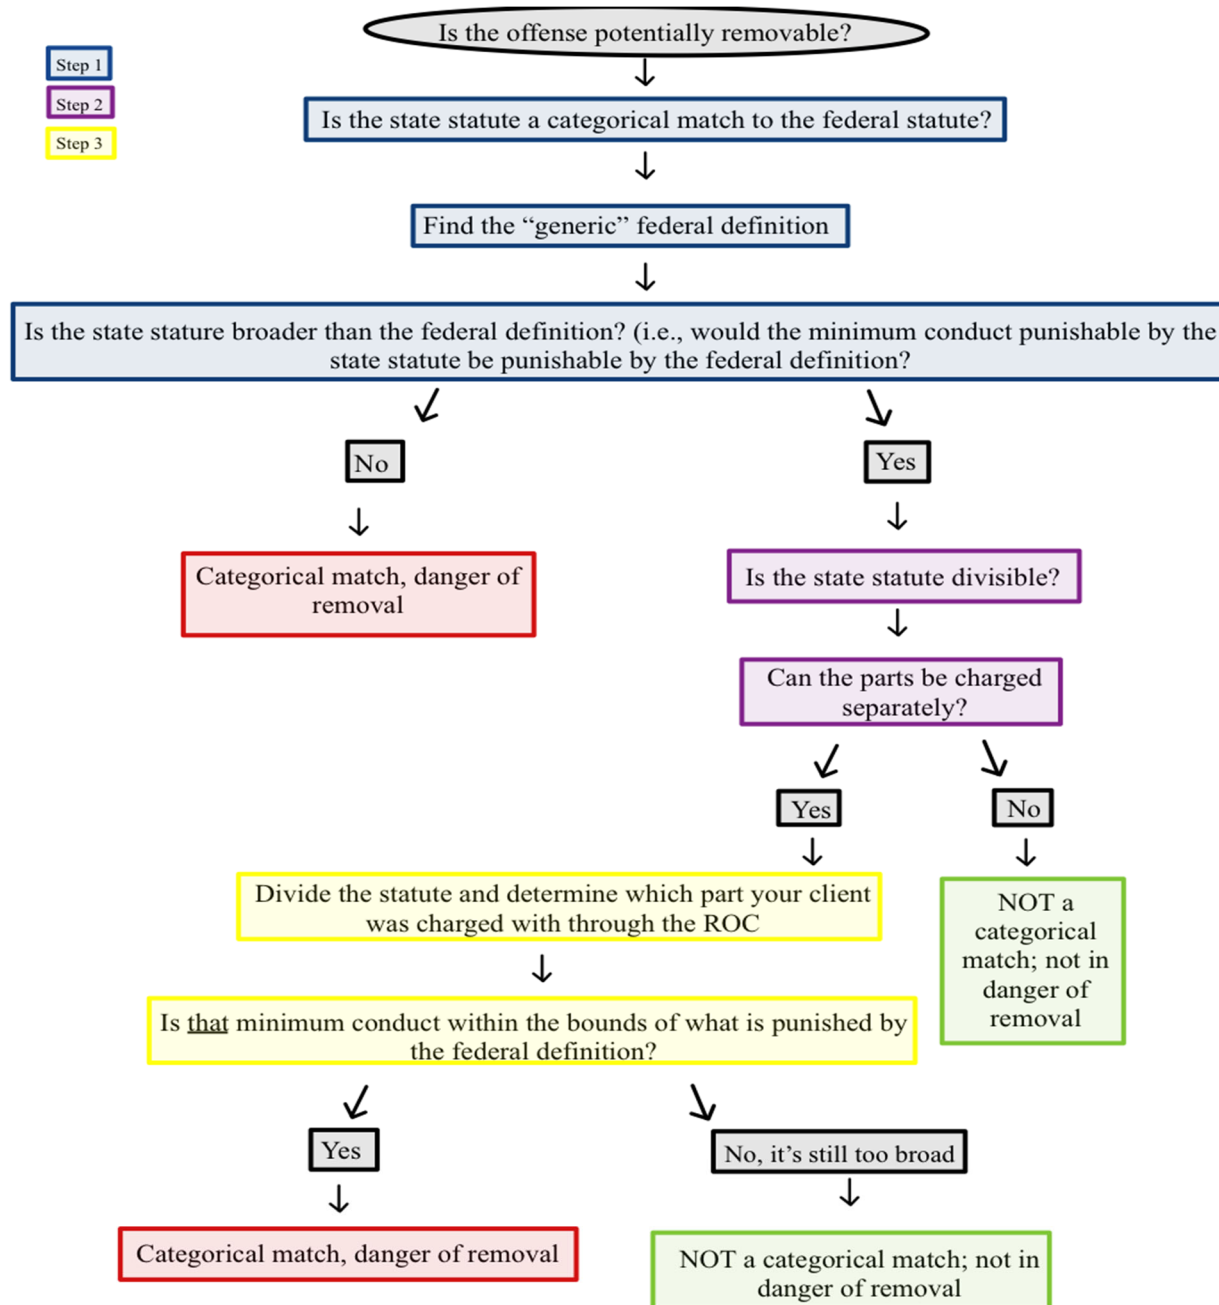 Is the offense potentially removable?
Step 1
Step 2
Step 3
Is the state statute a categorical match to the federal statute?
Find the “generic” federal definition
Is the state stature broader than the federal definition? (i.e., would the minimum conduct punishable by the
state statute be punishable by the federal definition?
No
Yes
Categorical match, danger of
removal
Is the state statute divisible?
Can the parts be charged
separately?
Yes
No
Divide the statute and determine which part your client
was charged with through the ROC
NOT a
categorical
match; not in
danger of
removal
Is that minimum conduct within the bounds of what is punished by
the federal definition?
Yes
No, it’s still too broad
Categorical match, danger of removal
NOT a categorical match; not in
danger of removal